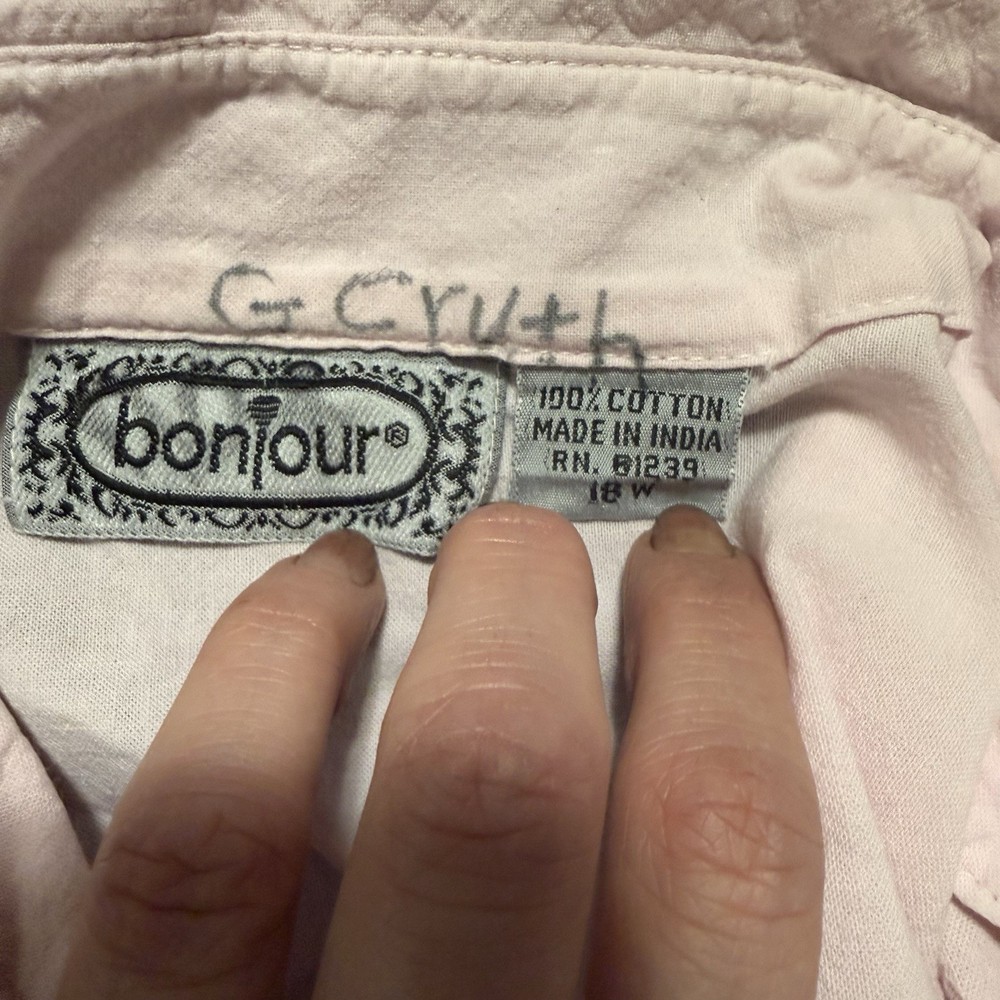 G Cruth
bonjour®
100% COTTON
MADE IN INDIA
RN. 61239
18 W